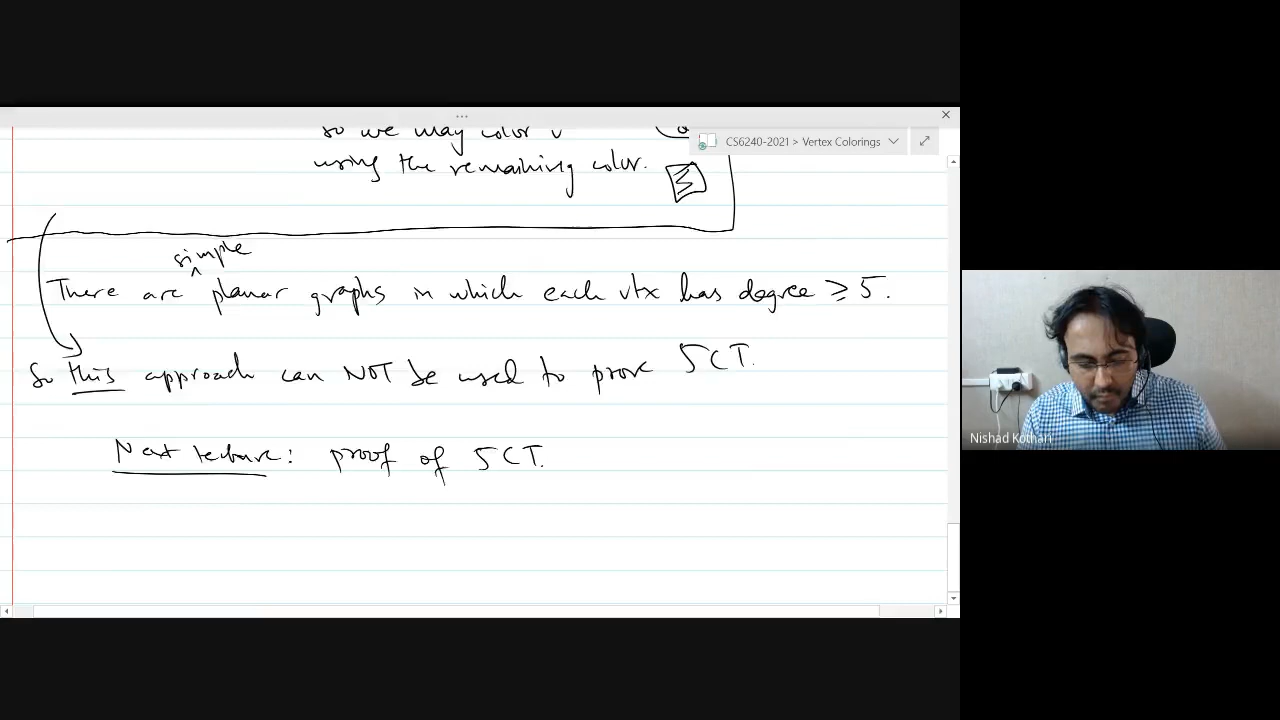 so we may color v
CS6240-2021 > Vertex Colorings
using the remaining color.
simple
There are planar graphs in which each vtx has degree ≥ 5.
So this approach can NOT be used to prove 5CT.
Next lecture: proof of 5CT.
Nishad Kothari